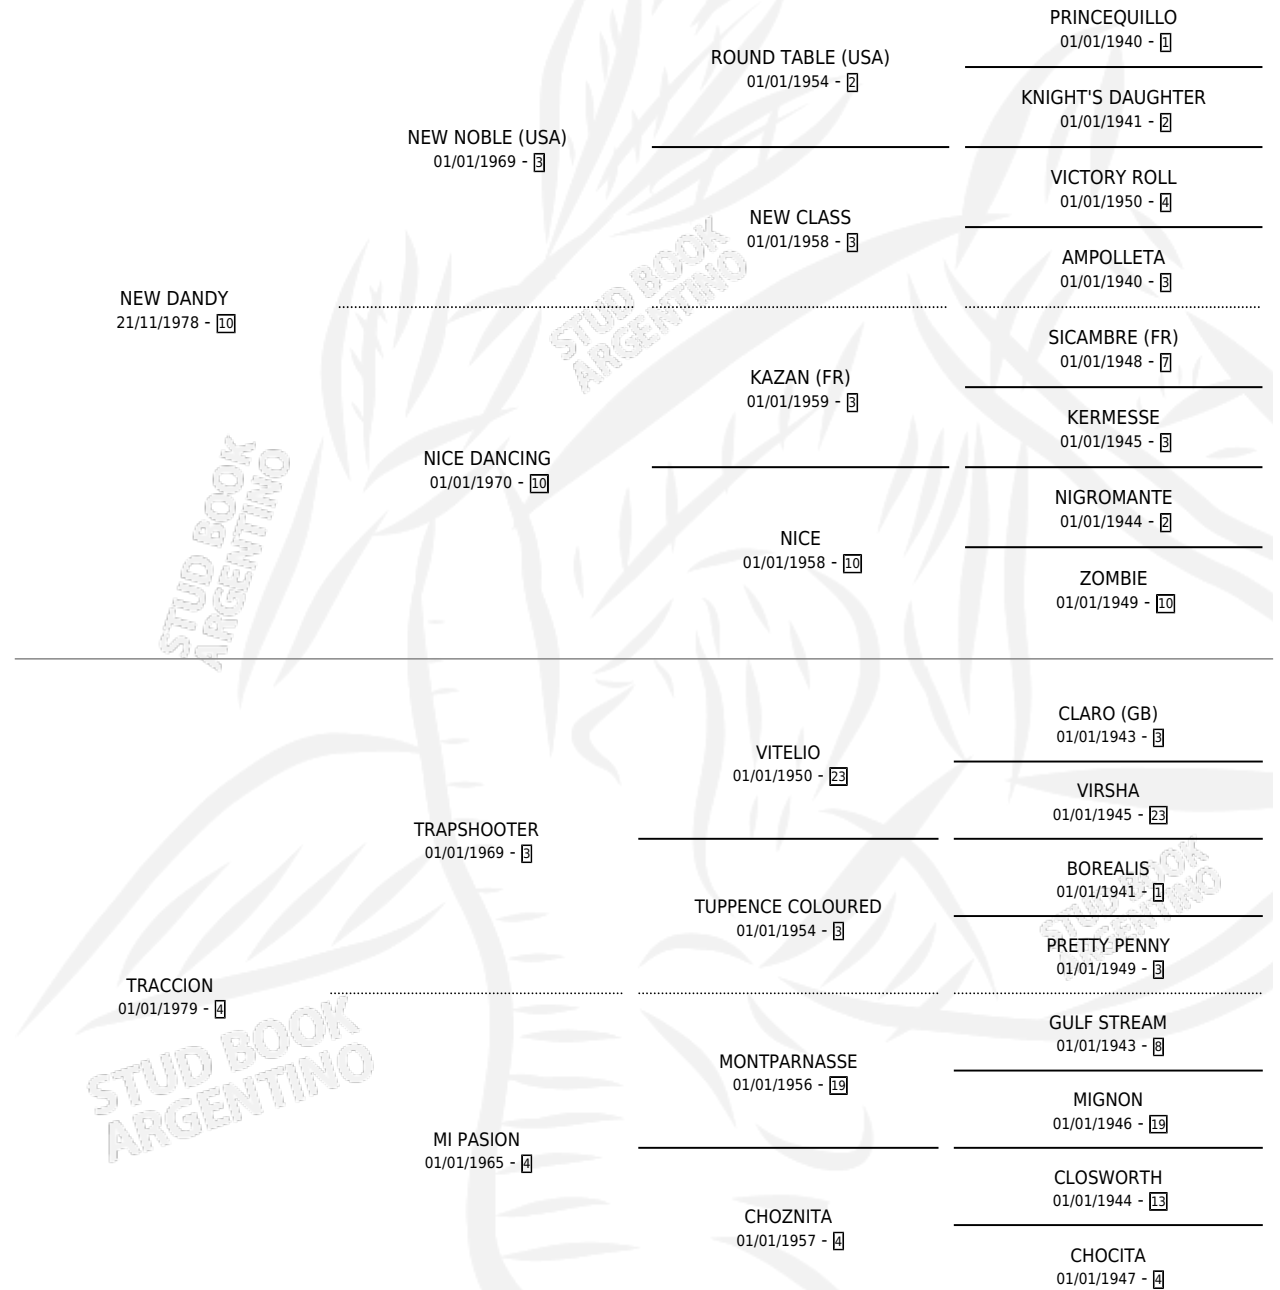 PRINCEQUILLO
01/01/1940 - 1
ROUND TABLE (USA)
01/01/1954 - 2
KNIGHT'S DAUGHTER
01/01/1941 - 2
NEW NOBLE (USA)
01/01/1969 - 3
VICTORY ROLL
01/01/1950 - 4
NEW CLASS
01/01/1958 - 3
AMPOLLETA
01/01/1940 - 3
NEW DANDY
21/11/1978 - 10
SICAMBRE (FR)
01/01/1948 - 7
KAZAN (FR)
01/01/1959 - 3
KERMESSE
01/01/1945 - 3
NICE DANCING
01/01/1970 - 10
NIGROMANTE
01/01/1944 - 2
NICE
01/01/1958 - 10
ZOMBIE
01/01/1949 - 10
CLARO (GB)
01/01/1943 - 3
VITELIO
01/01/1950 - 23
VIRSHA
01/01/1945 - 23
TRAPSHOOTER
01/01/1969 - 3
BOREALIS
01/01/1941 - 1
TUPPENCE COLOURED
01/01/1954 - 3
PRETTY PENNY
01/01/1949 - 3
TRACCION
01/01/1979 - 4
GULF STREAM
01/01/1943 - 8
MONTPARNASSE
01/01/1956 - 19
MIGNON
01/01/1946 - 19
MI PASION
01/01/1965 - 4
CLOSWORTH
01/01/1944 - 13
CHOZNITA
01/01/1957 - 4
CHOCITA
01/01/1947 - 4
STUD BOOK
ARGENTINO
STUD BOOK
ARGENTINO
STUD BOOK
ARGENTINO
STUD BOOK
ARGENTINO